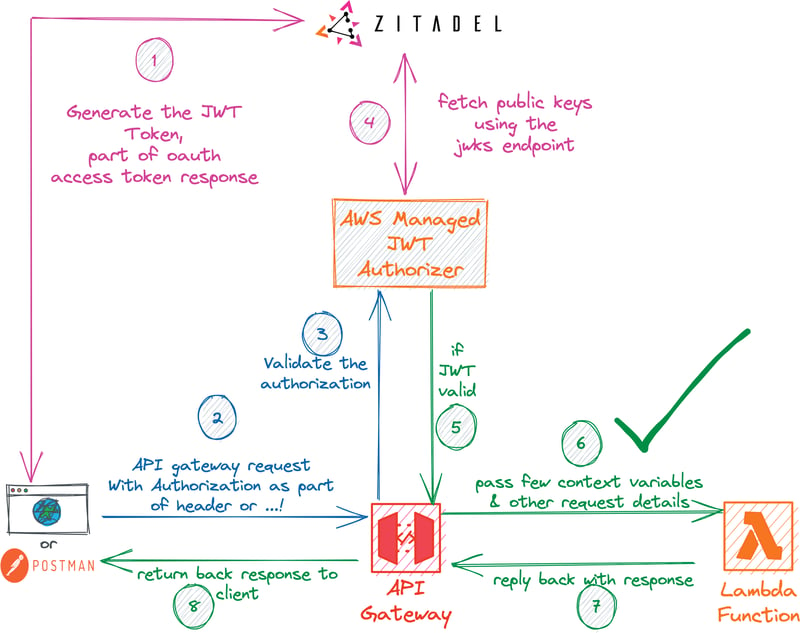 ZITADEL
1
Generate the JWT
Token,
part of oauth
access token response
4
fetch public keys
using the
jwks endpoint
AWS Managed
JWT
Authorizer
3
Validate the
authorization
if
JWT
valid
5
2
6
API gateway request
With Authorization as part
of header or ...!
pass few context variables
& other request details
or
POSTMAN
return back response to
client
8
API
Gateway
reply back with response
7
Lambda
Function